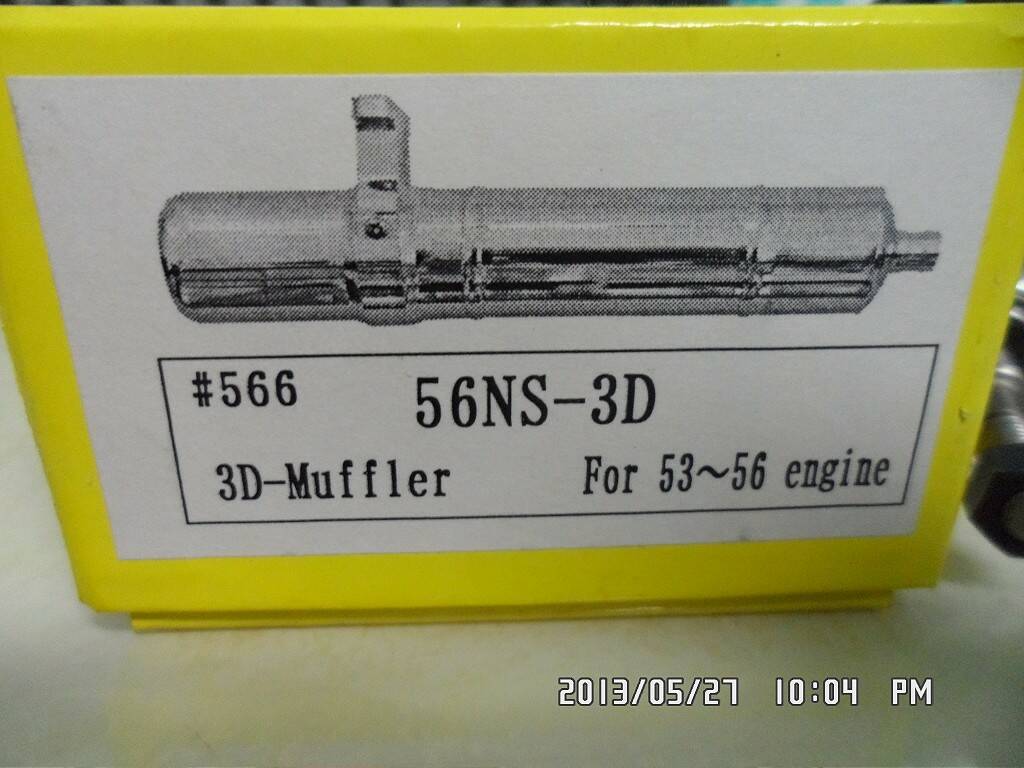 #566 56NS-3D
3D-Muffler For 53～56 engine
2013/05/27 10:04 PM